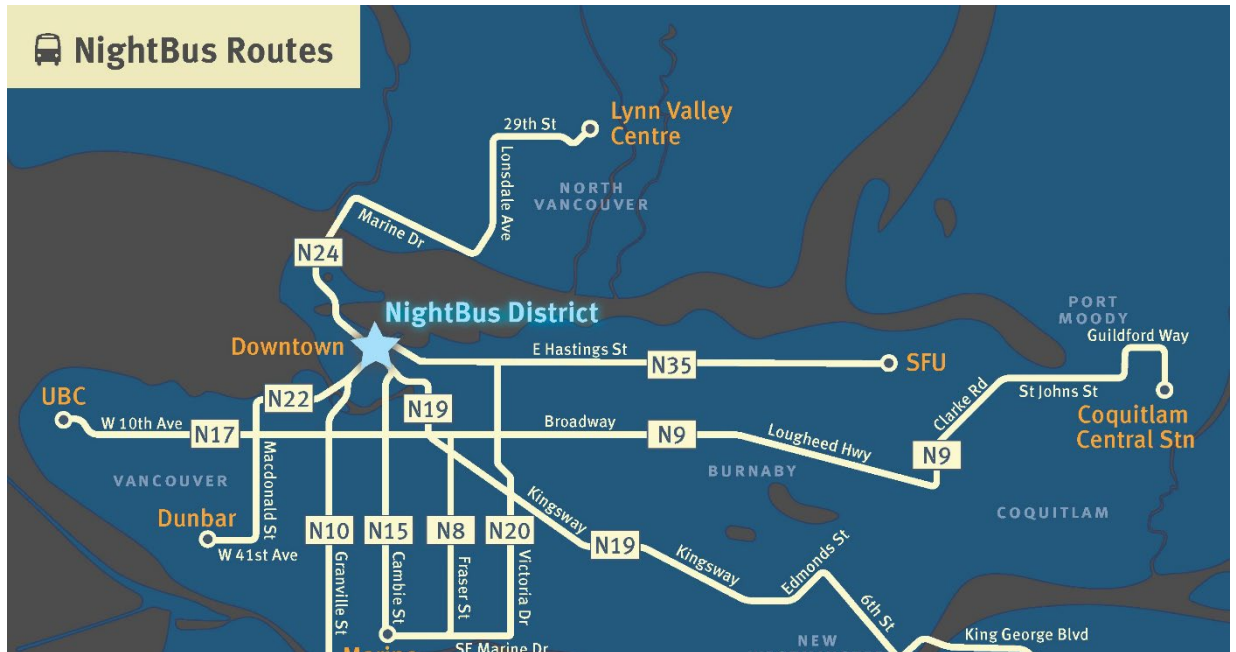 NightBus Routes
Lynn Valley
Centre
29th St
Lonsdale Ave
NORTH
VANCOUVER
Marine Dr
N24
NightBus District
PORT
MOODY
Guildford Way
Downtown
E Hastings St
N35
SFU
Clarke Rd
St Johns St
Coquitlam
Central Stn
UBC
N22
N19
W 10th Ave
N17
Broadway
N9
Lougheed Hwy
N9
BURNABY
VANCOUVER
Macdonald St
Dunbar
W 41st Ave
Kingsway
COQUITLAM
N10
N15
N8
N20
N19
Kingsway
Edmonds St
Granville St
Cambie St
Fraser St
Victoria Dr
6th St
Marine
SE Marine Dr
NEW
King George Blvd